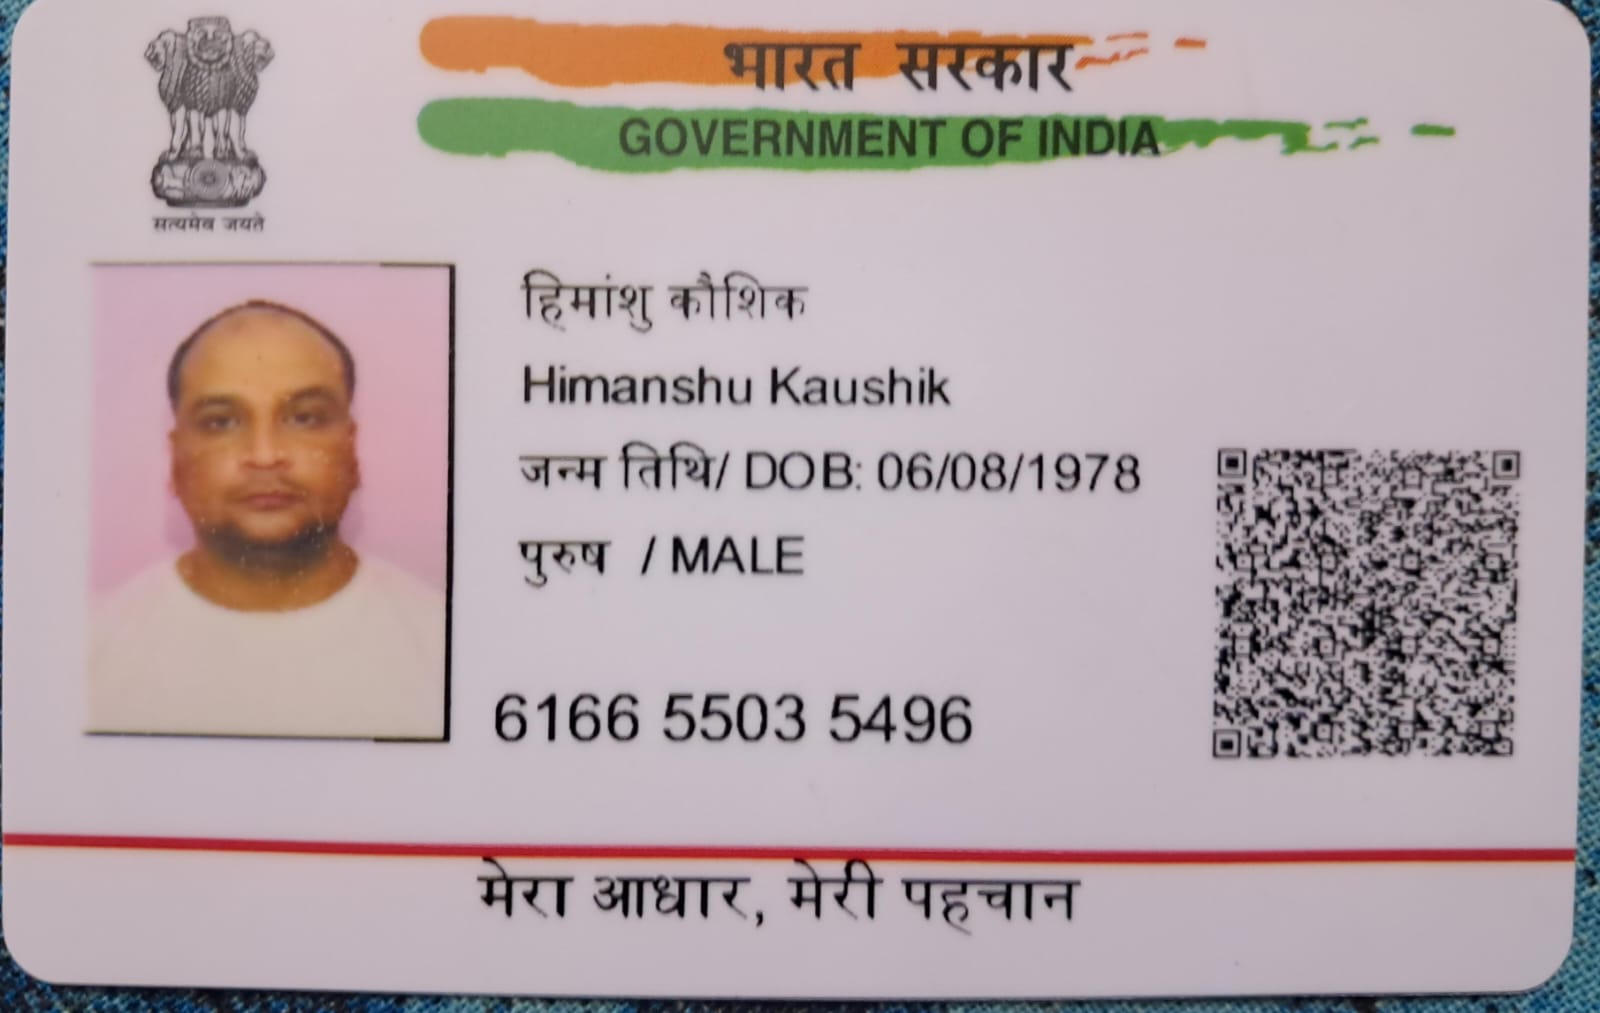 भारत सरकार
GOVERNMENT OF INDIA
सत्यमेव जयते
हिमांशु कौशिक
Himanshu Kaushik
जन्म तिथि/ DOB: 06/08/1978
पुरुष / MALE
6166 5503 5496
मेरा आधार, मेरी पहचान